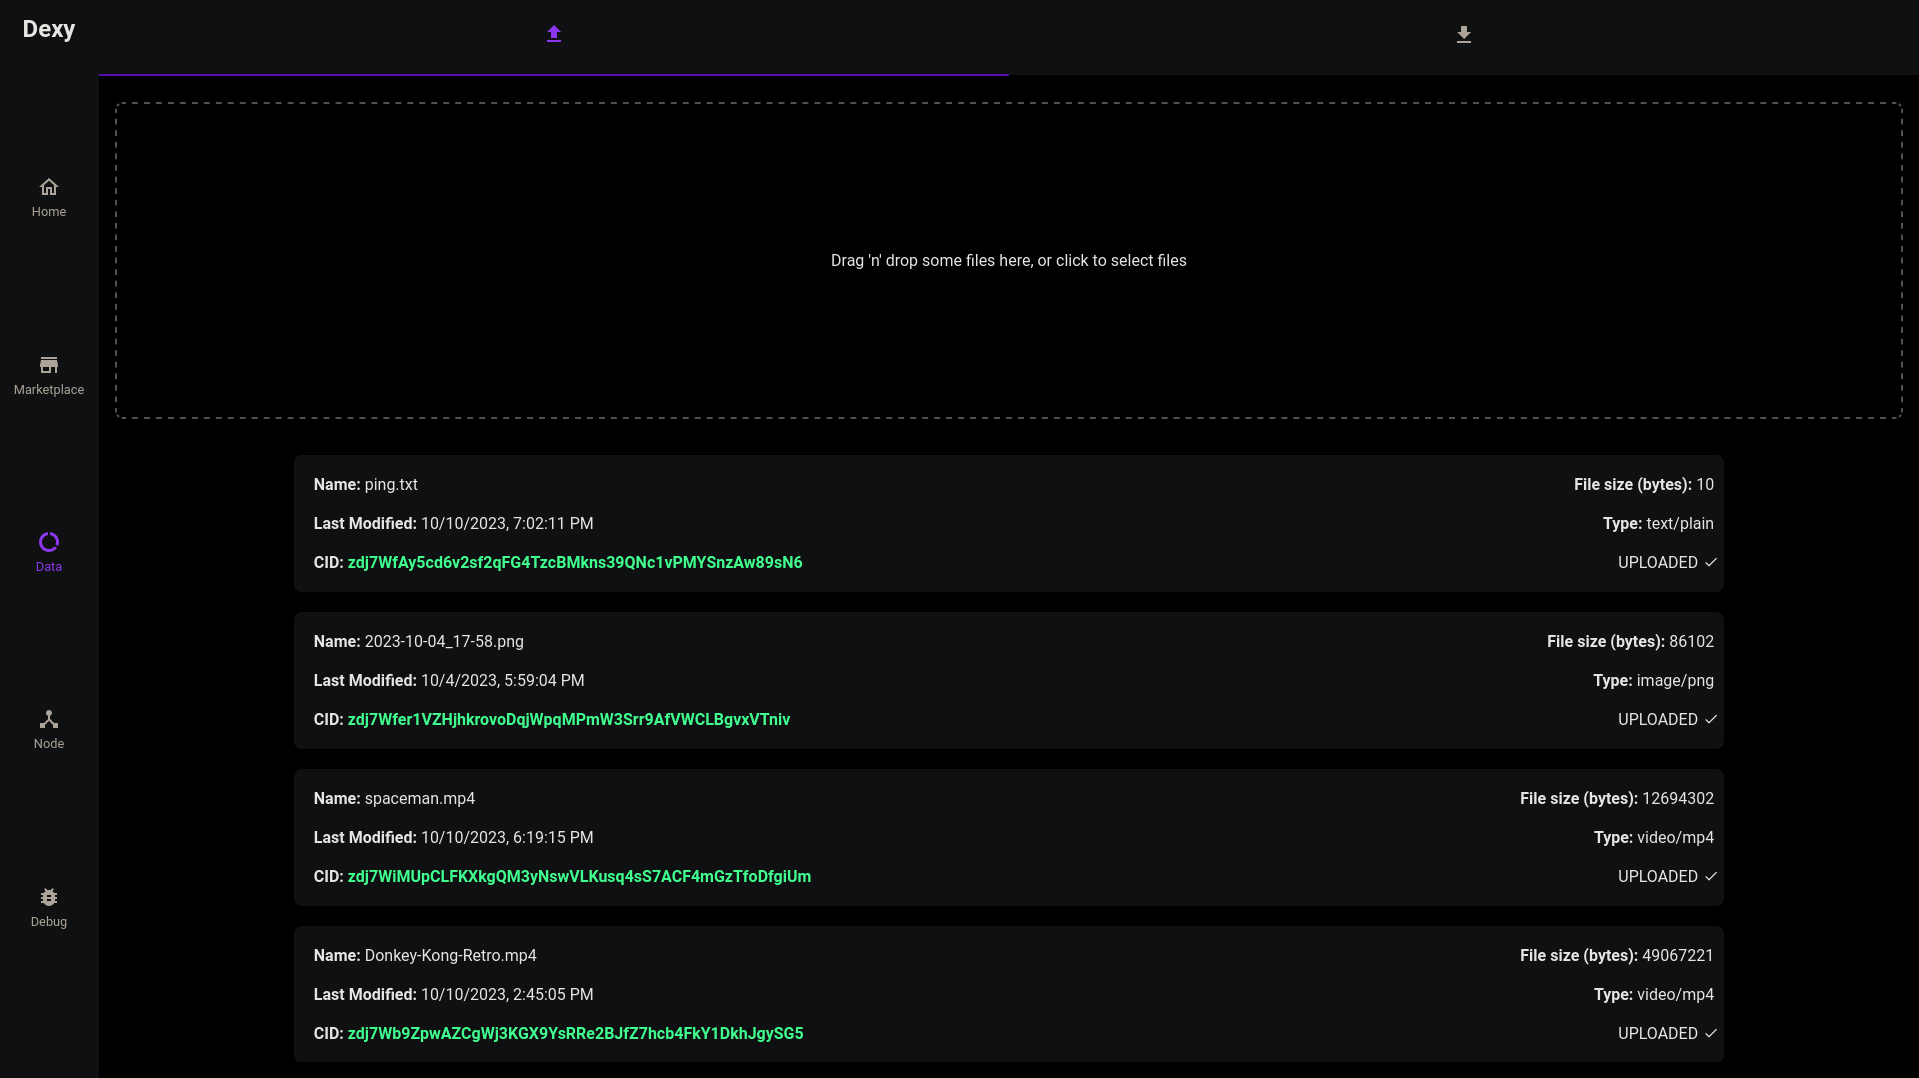 Dexy
Home
Marketplace
Data
Node
Debug
Drag 'n' drop some files here, or click to select files
Name: ping.txt
File size (bytes): 10
Last Modified: 10/10/2023, 7:02:11 PM
Type: text/plain
CID: zdj7WfAy5cd6v2sf2qFG4TzcBMkns39QNc1vPMYSnzAw89sN6
UPLOADED
Name: 2023-10-04_17-58.png
File size (bytes): 86102
Last Modified: 10/4/2023, 5:59:04 PM
Type: image/png
CID: zdj7Wfer1VZHjhkrovoDqjWpqMPmW3Srr9AfVWCLBgvxVTniv
UPLOADED
Name: spaceman.mp4
File size (bytes): 12694302
Last Modified: 10/10/2023, 6:19:15 PM
Type: video/mp4
CID: zdj7WiMUpCLFKXkgQM3yNswVLKusq4sS7ACF4mGzTfoDfgiUm
UPLOADED
Name: Donkey-Kong-Retro.mp4
File size (bytes): 49067221
Last Modified: 10/10/2023, 2:45:05 PM
Type: video/mp4
CID: zdj7Wb9ZpwAZCgWj3KGX9YsRRe2BJfZ7hcb4FkY1DkhJgySG5
UPLOADED